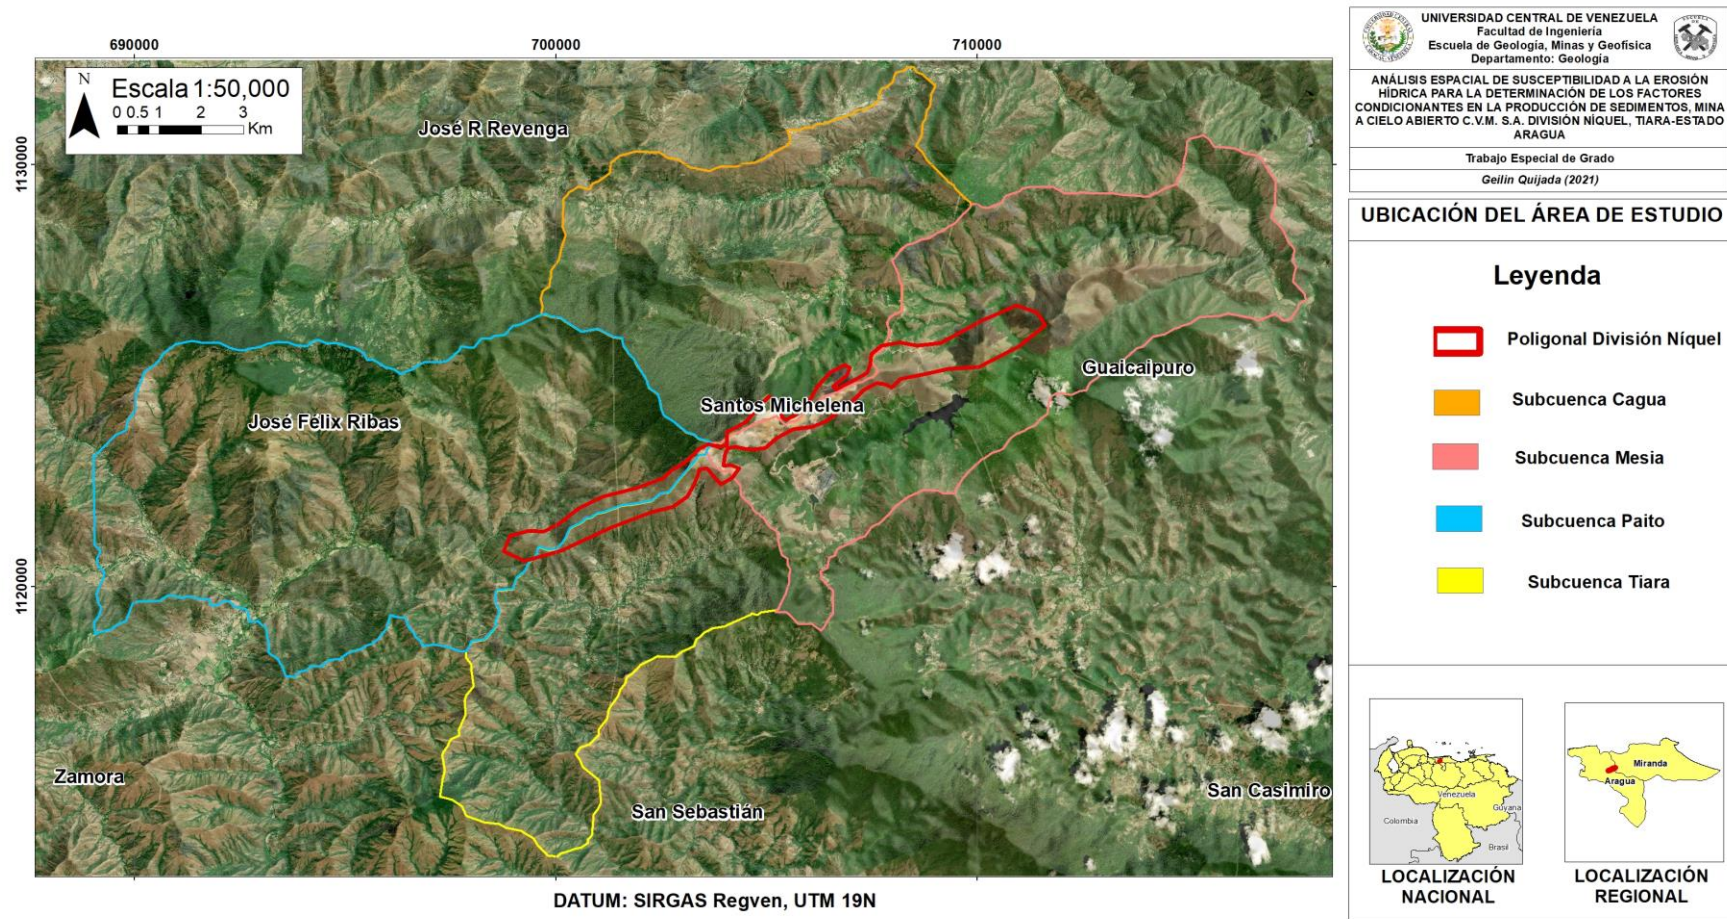 690000
700000
710000
1130000
1120000
N
Escala 1:50,000
0 0.5 1 2 3
Km
José R Revenga
Guaicaipuro
Santos Michelena
José Félix Ribas
Zamora
San Sebastián
San Casimiro
DATUM: SIRGAS Regven, UTM 19N
UNIVERSIDAD CENTRAL DE VENEZUELA
Facultad de Ingeniería
Escuela de Geología, Minas y Geofísica
Departamento: Geología
ANÁLISIS ESPACIAL DE SUSCEPTIBILIDAD A LA EROSIÓN
HÍDRICA PARA LA DETERMINACIÓN DE LOS FACTORES
CONDICIONANTES EN LA PRODUCCIÓN DE SEDIMENTOS, MINA
A CIELO ABIERTO C.V.M. S.A. DIVISIÓN NÍQUEL, TIARA-ESTADO
ARAGUA
Trabajo Especial de Grado
Geilin Quijada (2021)
UBICACIÓN DEL ÁREA DE ESTUDIO
Leyenda
Poligonal División Níquel
Subcuenca Cagua
Subcuenca Mesia
Subcuenca Paito
Subcuenca Tiara
Venezuela
Guyana
Colombia
Brasil
LOCALIZACIÓN
NACIONAL
Miranda
Aragua
LOCALIZACIÓN
REGIONAL